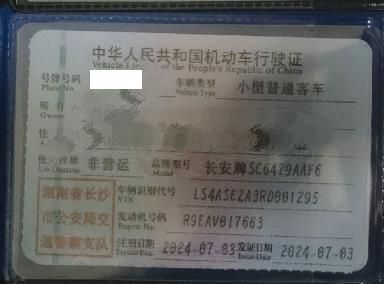 中华人民共和国机动车行驶证
Vehicle License of the People's Republic of China
号牌号码 车辆类型 小型普通客车
Plate No. Vehicle Type
所有人
住
使用性质 非营运 品牌型号 长安牌SC6479AAF6
Use Character Model
湖南省长沙 车辆识别代号 LS4ASE2A3RD001295
VIN
市公安局交 发动机号码 R9EAV017663
Engine No.
通警察支队 注册日期 2024-07-03 发证日期 2024-07-03
Issue Date